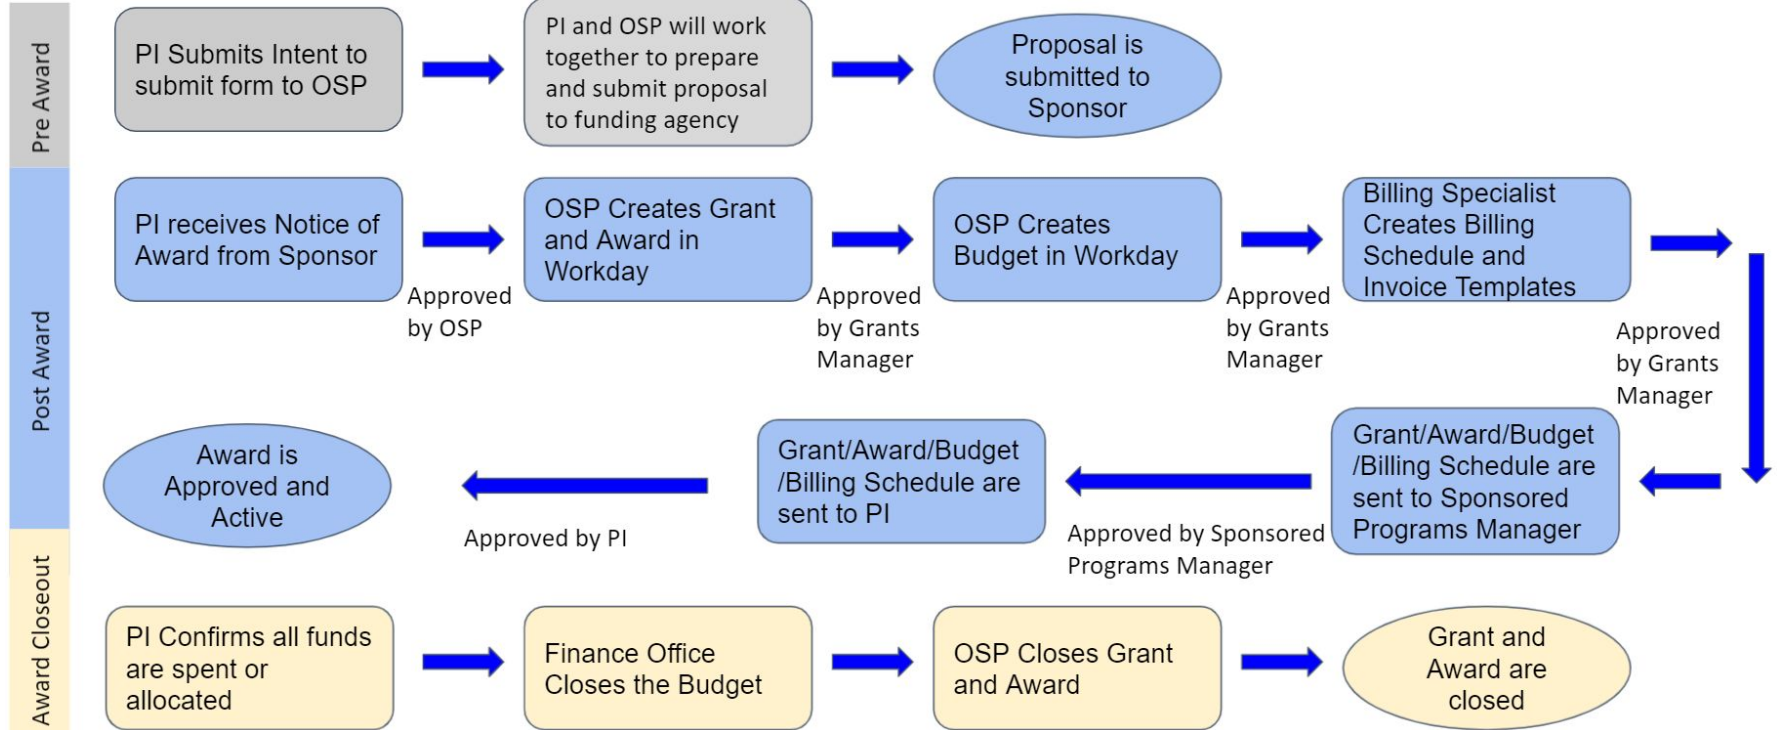 Pre Award
PI Submits Intent to
submit form to OSP
PI and OSP will work
together to prepare
and submit proposal
to funding agency
Proposal is
submitted to
Sponsor
Post Award
PI receives Notice of
Award from Sponsor
Approved
by OSP
OSP Creates Grant
and Award in
Workday
Approved
by Grants
Manager
OSP Creates
Budget in Workday
Approved
by Grants
Manager
Billing Specialist
Creates Billing
Schedule and
Invoice Templates
Approved
by Grants
Manager
Grant/Award/Budget
/Billing Schedule are
sent to Sponsored
Programs Manager
Approved by Sponsored
Programs Manager
Grant/Award/Budget
/Billing Schedule are
sent to PI
Approved by PI
Award is
Approved and
Active
Award Closeout
PI Confirms all funds
are spent or
allocated
Finance Office
Closes the Budget
OSP Closes Grant
and Award
Grant and
Award are
closed